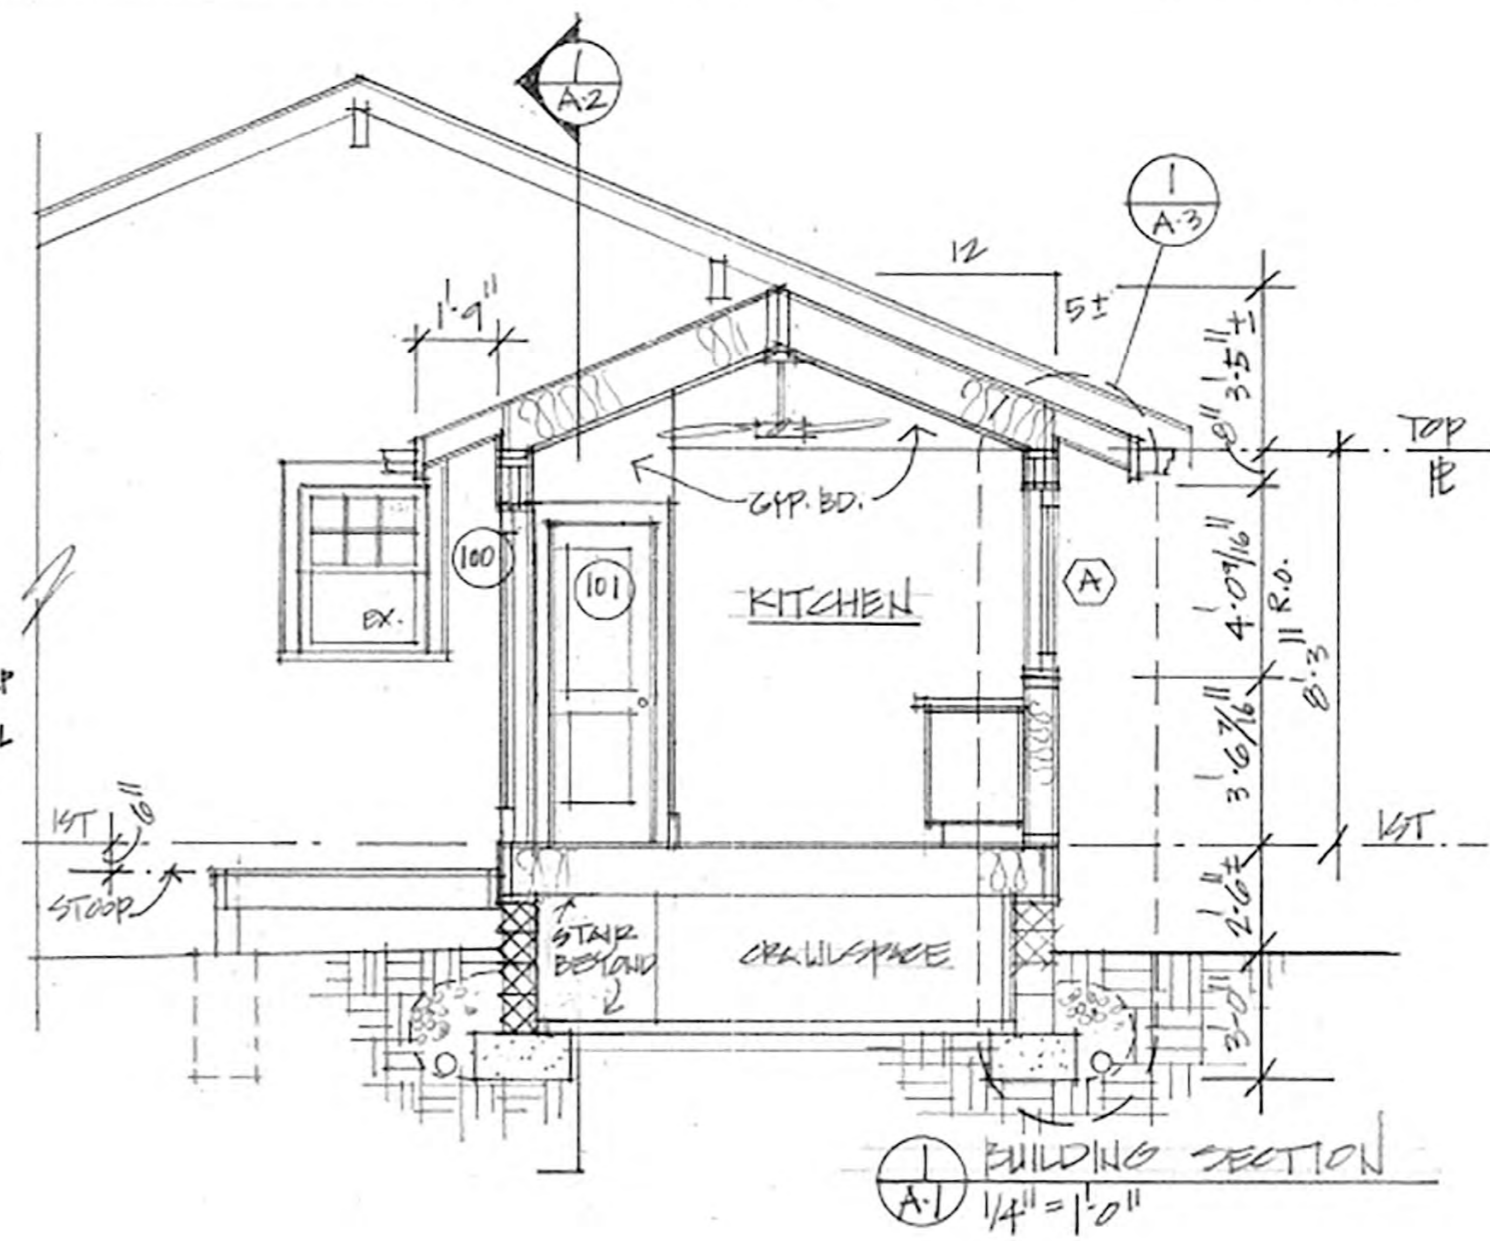 1
A·2
1
A·3
12
5±
1'-9"
3'-5"±
9"
TOP
PL
GYP. BD.
100
101
KITCHEN
A
EX.
4'-0 9/16" R.O.
8'-3"
3'-6 7/16"
1ST
6"
1ST
STOOP
2'-6"±
STAIR
BEYOND
CRAWLSPACE
3'-0"
1
A·1
BUILDING SECTION
1/4" = 1'-0"